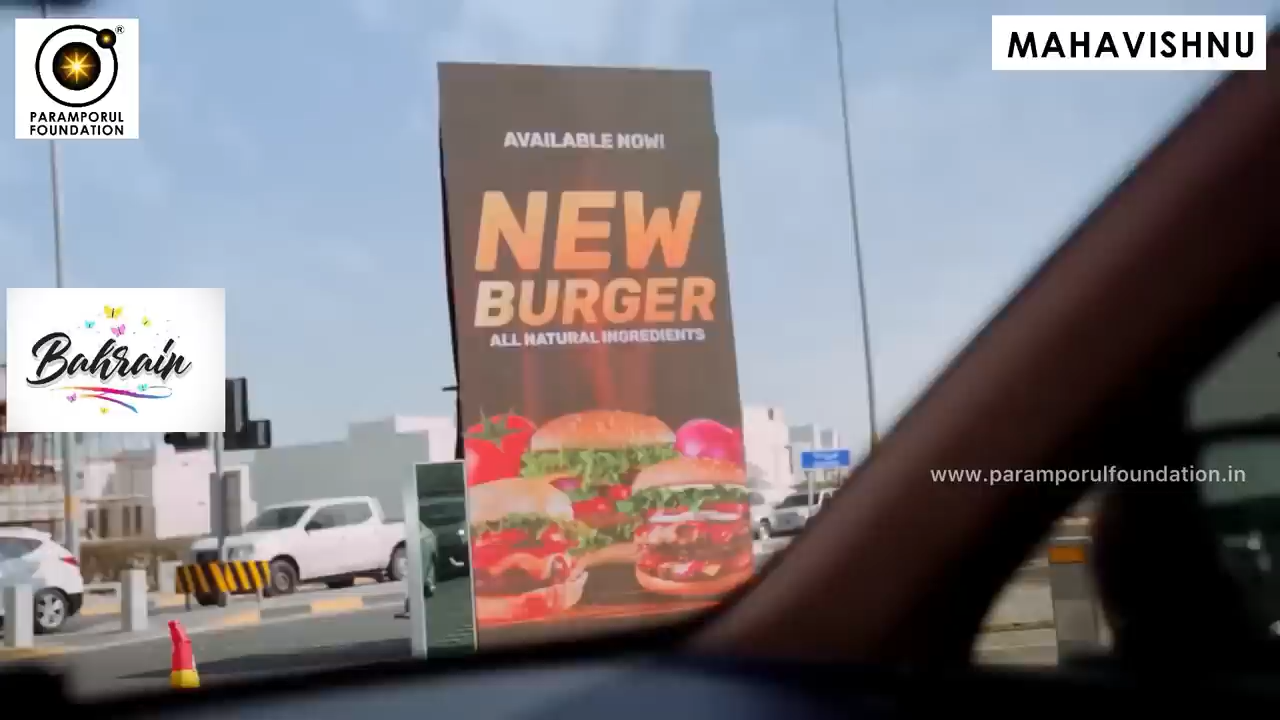 PARAMPORUL
FOUNDATION
MAHAVISHNU
AVAILABLE NOW!
NEW
BURGER
ALL NATURAL INGREDIENTS
Bahrain
www.paramporulfoundation.in